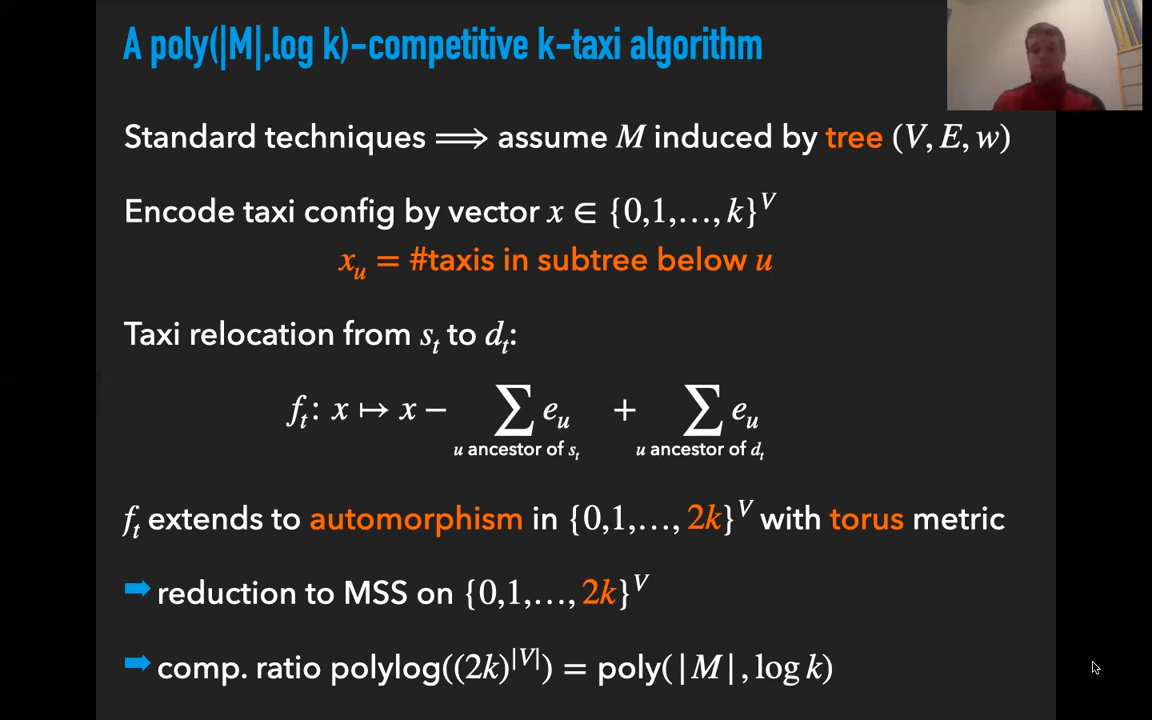 A poly(|M|,log k)-competitive k-taxi algorithm
Standard techniques ⟹ assume M induced by tree (V, E, w)
Encode taxi config by vector x ∈ {0,1,…, k}^V
x_u = #taxis in subtree below u
Taxi relocation from s_t to d_t:
f_t: x ↦ x − ∑ e_u + ∑ e_u
u ancestor of s_t u ancestor of d_t
f_t extends to automorphism in {0,1,…, 2k}^V with torus metric
➡ reduction to MSS on {0,1,…, 2k}^V
➡ comp. ratio polylog((2k)^|V|) = poly(|M|, log k)